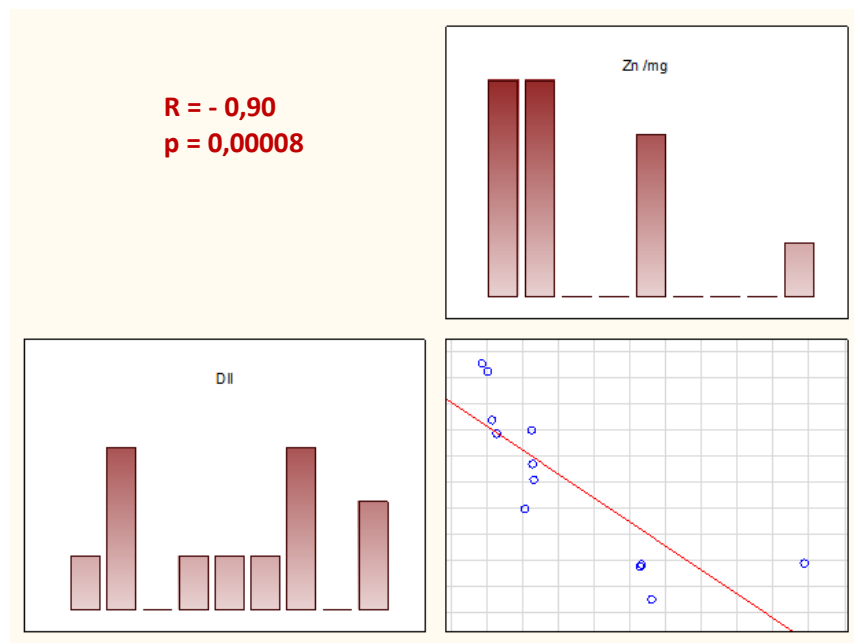 R = - 0,90
p = 0,00008
Zn /mg
DII